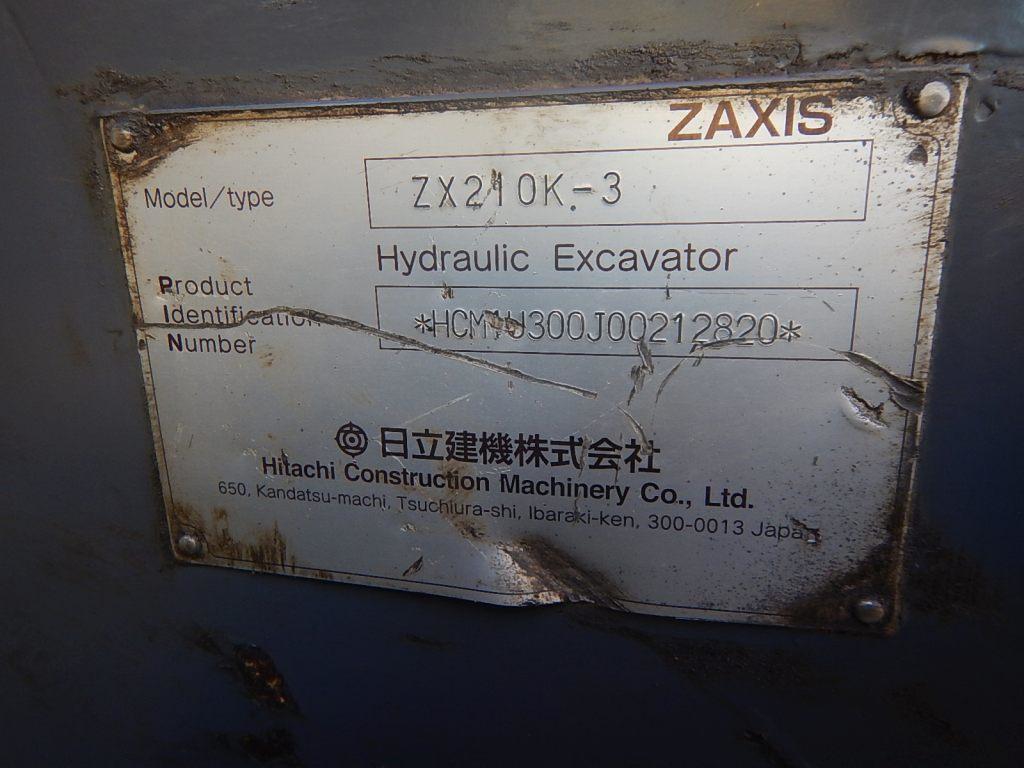 ZAXIS
Model/type ZX210K-3
Hydraulic Excavator
Product
Identification
Number *HCM1U300J00212820*
日立建機株式会社
Hitachi Construction Machinery Co., Ltd.
650, Kandatsu-machi, Tsuchiura-shi, Ibaraki-ken, 300-0013 Japan